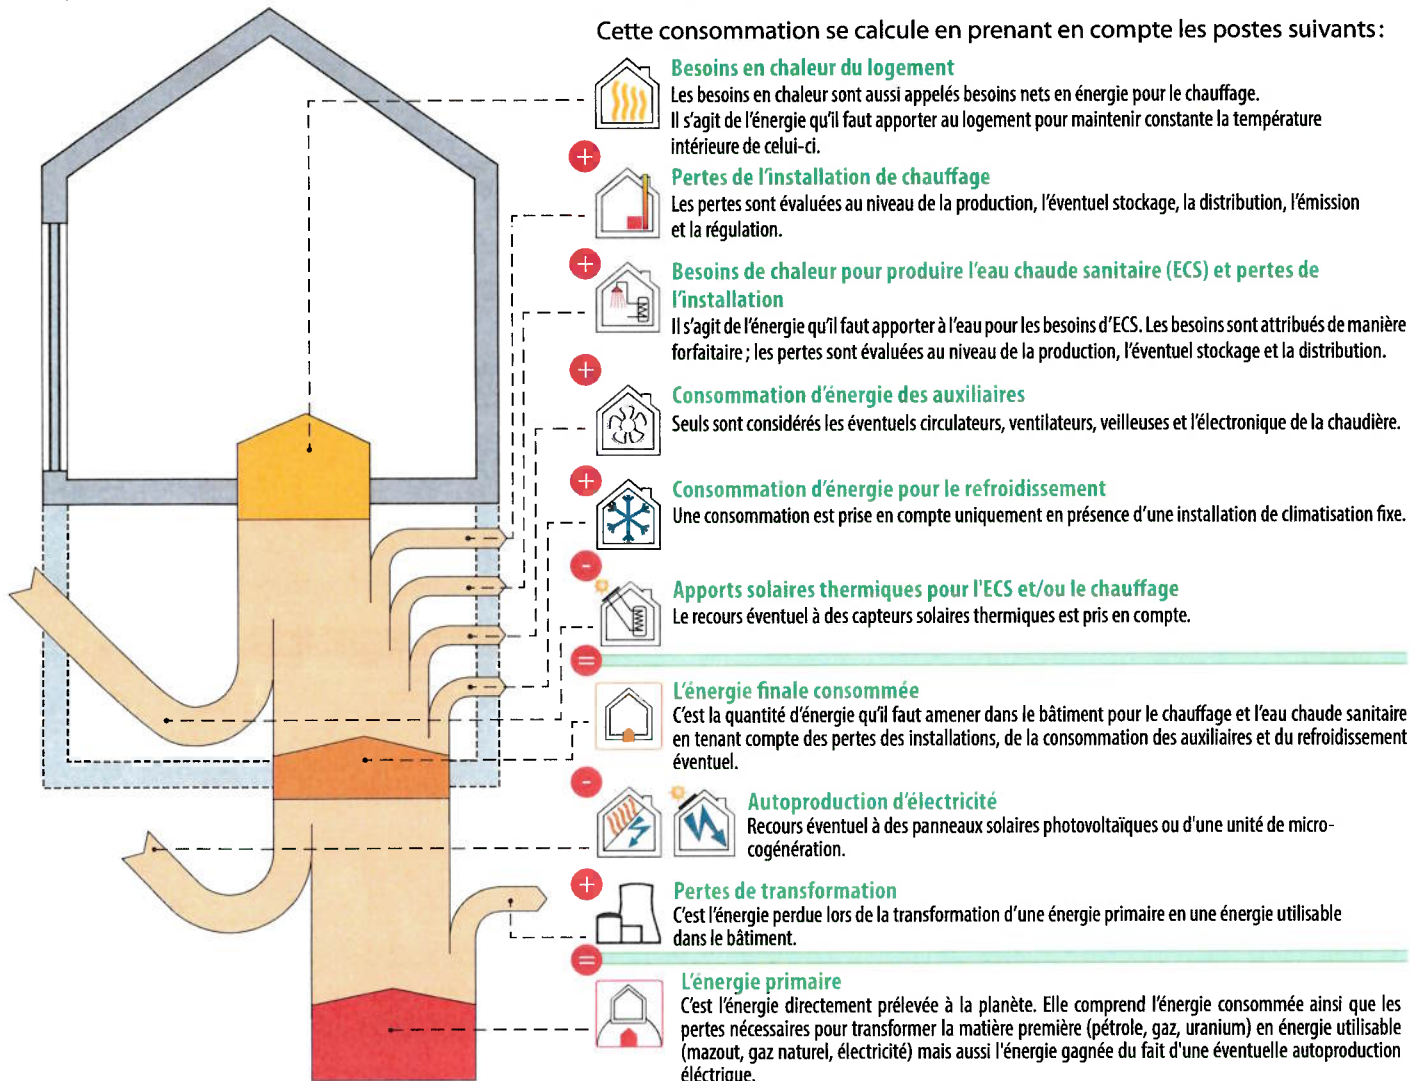 Cette consommation se calcule en prenant en compte les postes suivants :
Besoins en chaleur du logement
Les besoins en chaleur sont aussi appelés besoins nets en énergie pour le chauffage.
Il s'agit de l'énergie qu'il faut apporter au logement pour maintenir constante la température
intérieure de celui-ci.
+
Pertes de l'installation de chauffage
Les pertes sont évaluées au niveau de la production, l'éventuel stockage, la distribution, l'émission
et la régulation.
+
Besoins de chaleur pour produire l'eau chaude sanitaire (ECS) et pertes de
l'installation
Il s'agit de l'énergie qu'il faut apporter à l'eau pour les besoins d'ECS. Les besoins sont attribués de manière
forfaitaire ; les pertes sont évaluées au niveau de la production, l'éventuel stockage et la distribution.
+
Consommation d'énergie des auxiliaires
Seuls sont considérés les éventuels circulateurs, ventilateurs, veilleuses et l'électronique de la chaudière.
+
Consommation d'énergie pour le refroidissement
Une consommation est prise en compte uniquement en présence d'une installation de climatisation fixe.
-
Apports solaires thermiques pour l'ECS et/ou le chauffage
Le recours éventuel à des capteurs solaires thermiques est pris en compte.
=
L'énergie finale consommée
C'est la quantité d'énergie qu'il faut amener dans le bâtiment pour le chauffage et l'eau chaude sanitaire
en tenant compte des pertes des installations, de la consommation des auxiliaires et du refroidissement
éventuel.
-
Autoproduction d'électricité
Recours éventuel à des panneaux solaires photovoltaïques ou d'une unité de micro-
cogénération.
+
Pertes de transformation
C'est l'énergie perdue lors de la transformation d'une énergie primaire en une énergie utilisable
dans le bâtiment.
=
L'énergie primaire
C'est l'énergie directement prélevée à la planète. Elle comprend l'énergie consommée ainsi que les
pertes nécessaires pour transformer la matière première (pétrole, gaz, uranium) en énergie utilisable
(mazout, gaz naturel, électricité) mais aussi l'énergie gagnée du fait d'une éventuelle autoproduction
éléctrique.